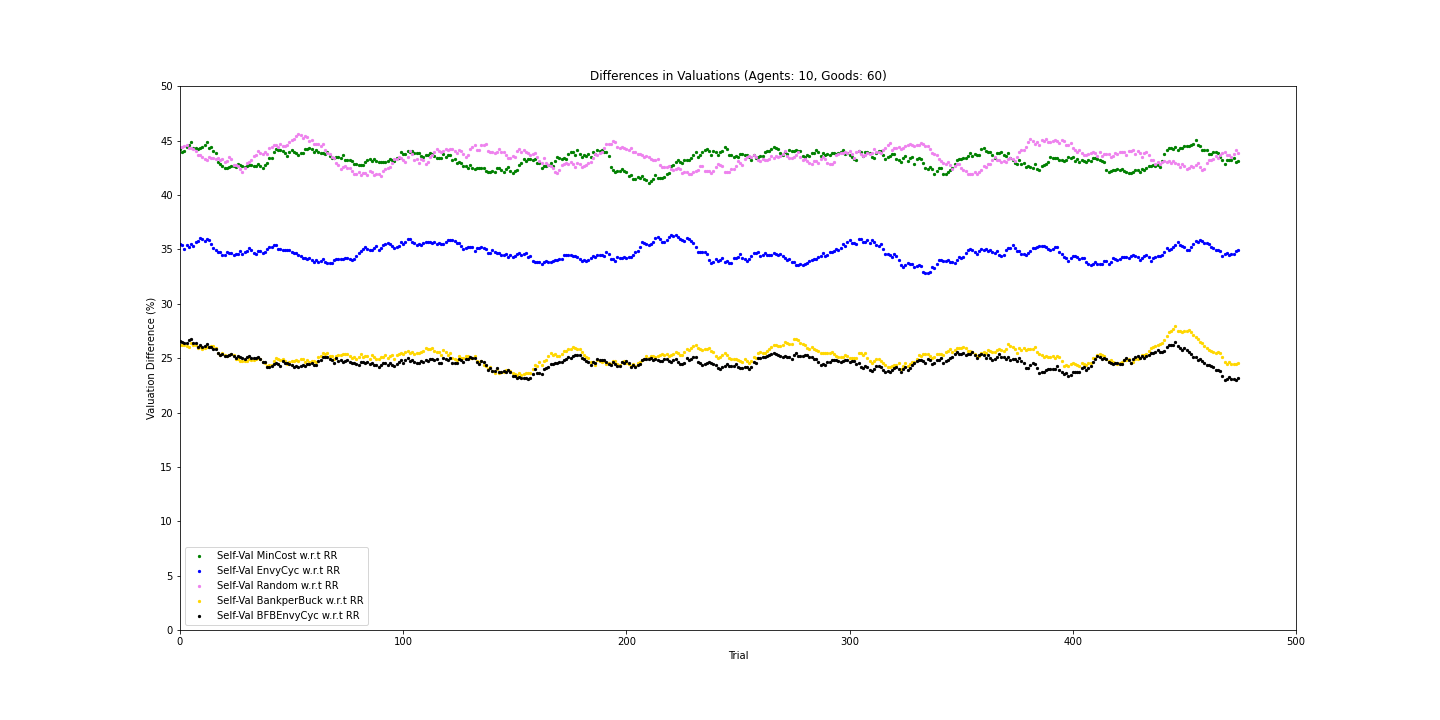 Differences in Valuations (Agents: 10, Goods: 60)
50
45
40
35
30
25
20
15
10
5
0
Valuation Difference (%)
Self-Val MinCost w.r.t RR
Self-Val EnvyCyc w.r.t RR
Self-Val Random w.r.t RR
Self-Val BankperBuck w.r.t RR
Self-Val BFBEnvyCyc w.r.t RR
0 100 200 300 400 500
Trial